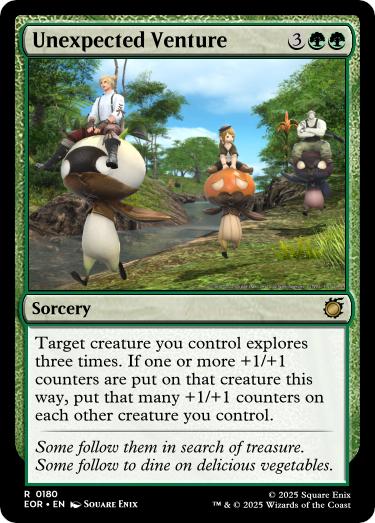 Unexpected Venture 3
Sorcery
Target creature you control explores
three times. If one or more +1/+1
counters are put on that creature this
way, put that many +1/+1 counters on
each other creature you control.
Some follow them in search of treasure.
Some follow to dine on delicious vegetables.
R 0180 © 2025 Square Enix
EOR • EN SQUARE ENIX ™ & © 2025 Wizards of the Coast